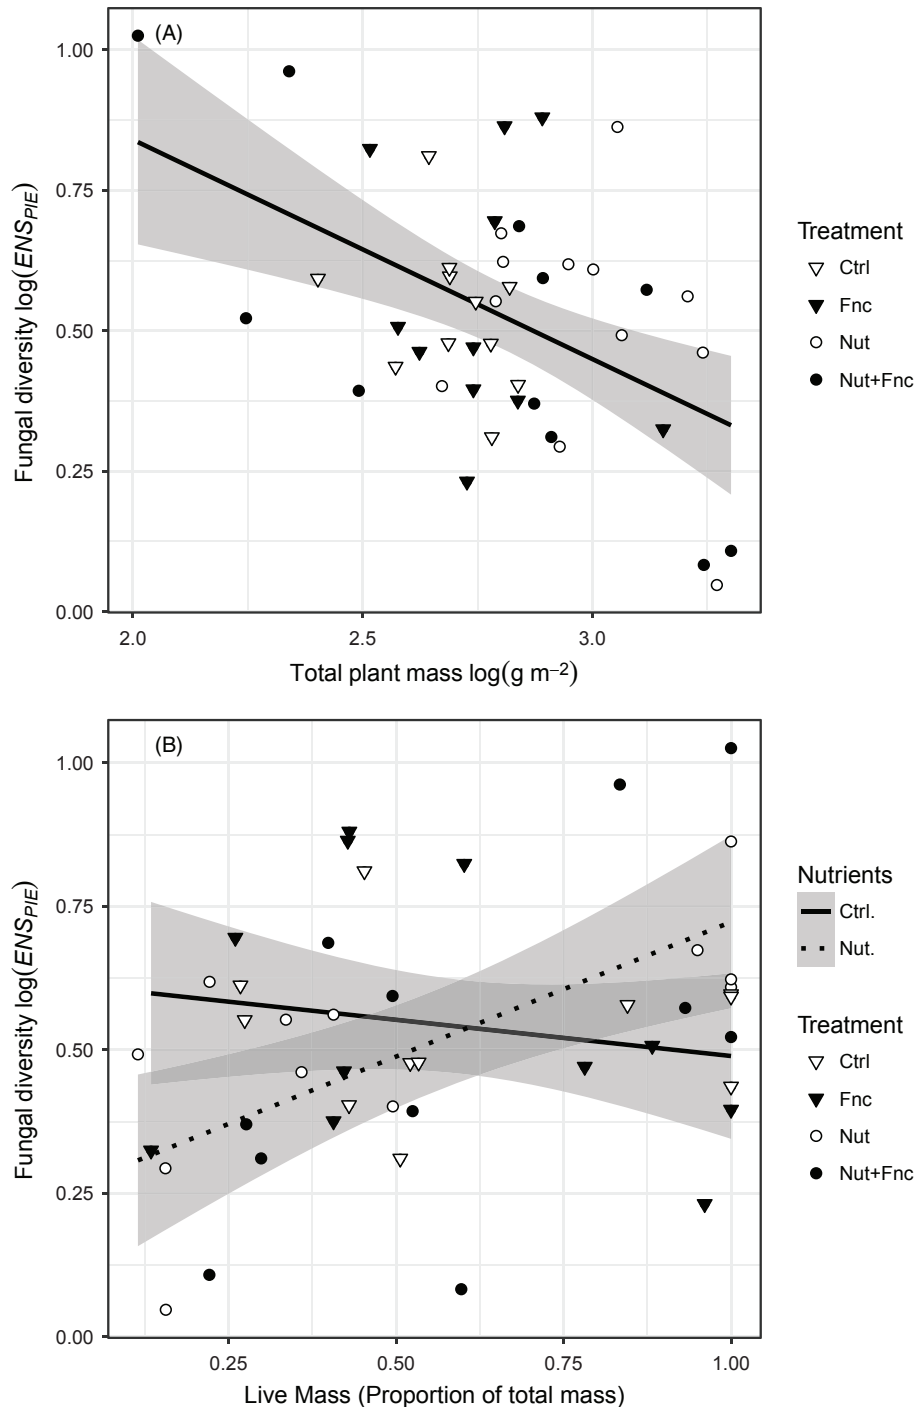 (A)
1.00
0.75
0.50
0.25
0.00
Fungal diversity log(ENS_PIE)
2.0 2.5 3.0
Total plant mass log(g m⁻²)
Treatment
Ctrl
Fnc
Nut
Nut+Fnc
(B)
1.00
0.75
0.50
0.25
0.00
Fungal diversity log(ENS_PIE)
0.25 0.50 0.75 1.00
Live Mass (Proportion of total mass)
Nutrients
Ctrl.
Nut.
Treatment
Ctrl
Fnc
Nut
Nut+Fnc